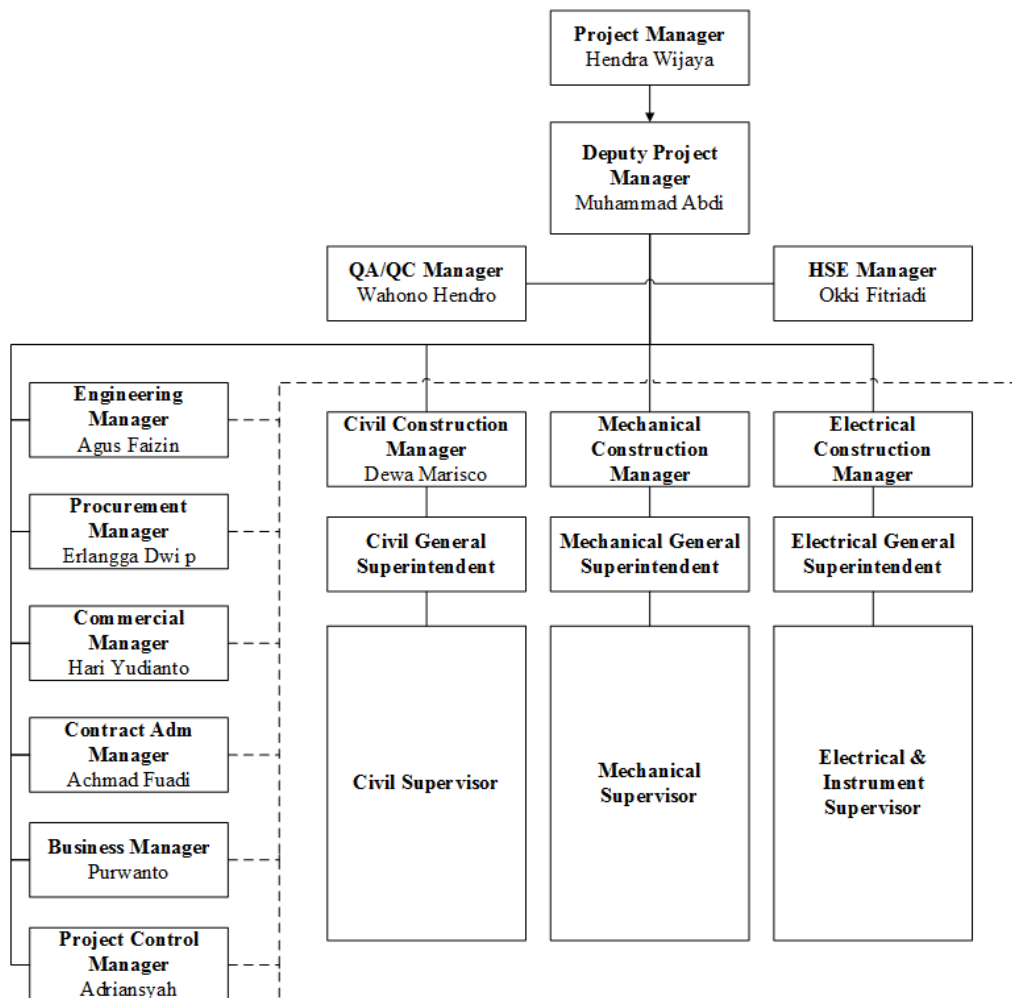 Project Manager
Hendra Wijaya
Deputy Project
Manager
Muhammad Abdi
QA/QC Manager
Wahono Hendro
HSE Manager
Okki Fitriadi
Engineering
Manager
Agus Faizin
Procurement
Manager
Erlangga Dwi p
Commercial
Manager
Hari Yudianto
Contract Adm
Manager
Achmad Fuadi
Business Manager
Purwanto
Project Control
Manager
Adriansyah
Civil Construction
Manager
Dewa Marisco
Mechanical
Construction
Manager
Electrical
Construction
Manager
Civil General
Superintendent
Mechanical General
Superintendent
Electrical General
Superintendent
Civil Supervisor
Mechanical
Supervisor
Electrical &
Instrument
Supervisor